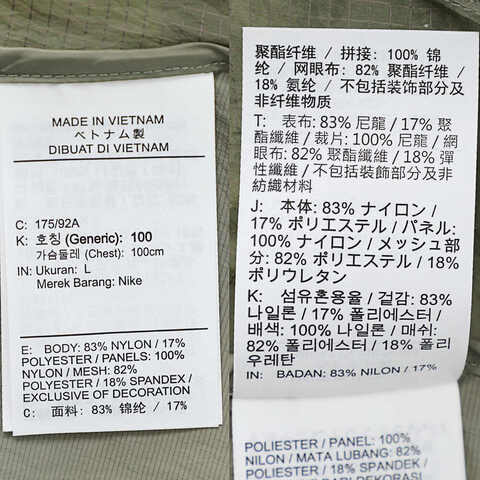 MADE IN VIETNAM
ベトナム製
DIBUAT DI VIETNAM
C: 175/92A
K: 호칭 (Generic): 100
가슴둘레 (Chest): 100cm
IN: Ukuran: L
Merek Barang: Nike
E: BODY: 83% NYLON / 17%
POLYESTER / PANELS: 100%
NYLON / MESH: 82%
POLYESTER / 18% SPANDEX /
EXCLUSIVE OF DECORATION
C: 面料: 83% 锦纶 / 17%
聚酯纤维 / 拼接: 100% 锦
纶 / 网眼布: 82% 聚酯纤维 /
18% 氨纶 / 不包括装饰部分及
非纤维物质
T: 表布: 83% 尼龍 / 17% 聚
酯纖維 / 裁片: 100% 尼龍 / 網
眼布: 82% 聚酯纖維 / 18% 彈
性纖維 / 不包括裝飾部分及非
紡織材料
J: 本体: 83% ナイロン /
17% ポリエステル / パネル:
100% ナイロン / メッシュ部
分: 82% ポリエステル / 18%
ポリウレタン
K: 섬유혼용율 / 겉감: 83%
나일론 / 17% 폴리에스터 /
배색: 100% 나일론 / 매쉬:
82% 폴리에스터 / 18% 폴리
우레탄
IN: BADAN: 83% NILON / 17%
POLIESTER / PANEL: 100%
NILON / MATA LUBANG: 82%
POLIESTER / 18% SPANDEK /